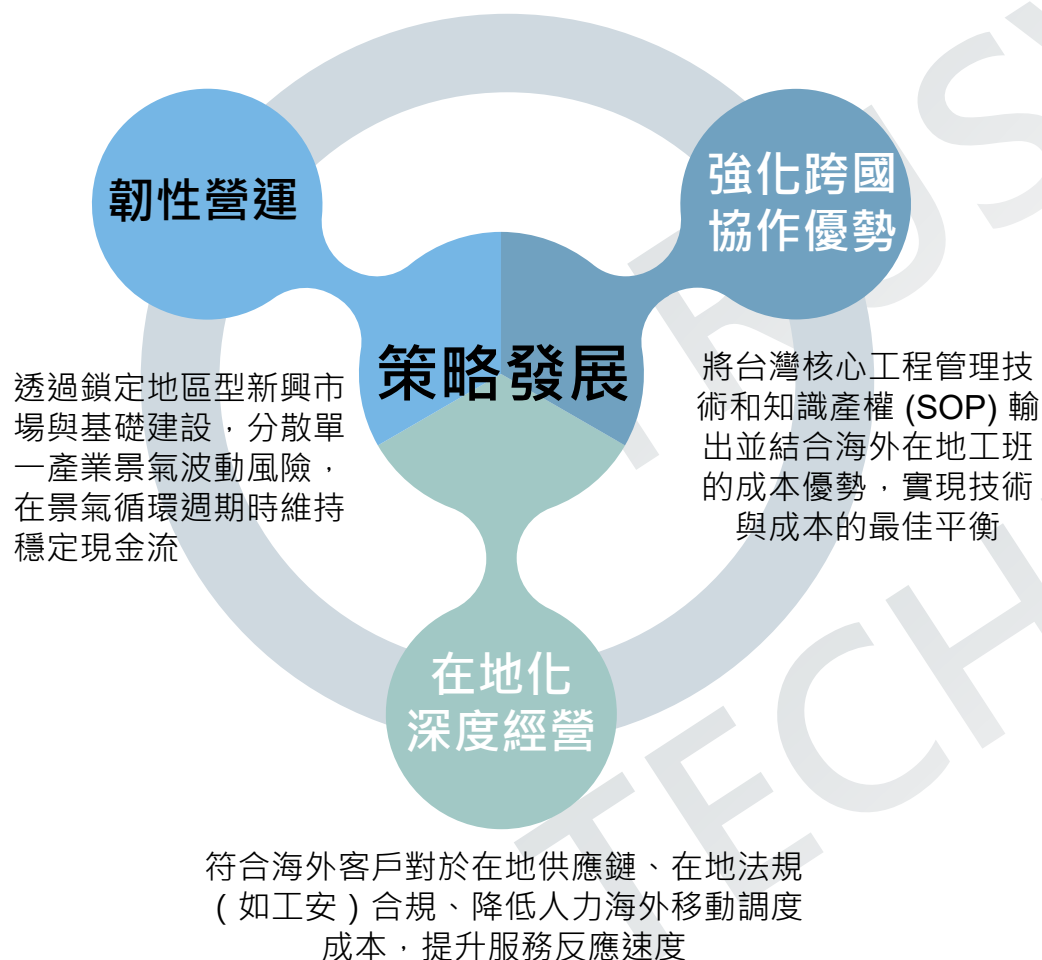 韌性營運
強化跨國
協作優勢
策略發展
透過鎖定地區型新興市
場與基礎建設，分散單
一產業景氣波動風險，
在景氣循環週期時維持
穩定現金流
將台灣核心工程管理技
術和知識產權 (SOP) 輸
出並結合海外在地工班
的成本優勢，實現技術
與成本的最佳平衡
在地化
深度經營
符合海外客戶對於在地供應鏈、在地法規
( 如工安 ) 合規、降低人力海外移動調度
成本，提升服務反應速度
TRUS
TECH